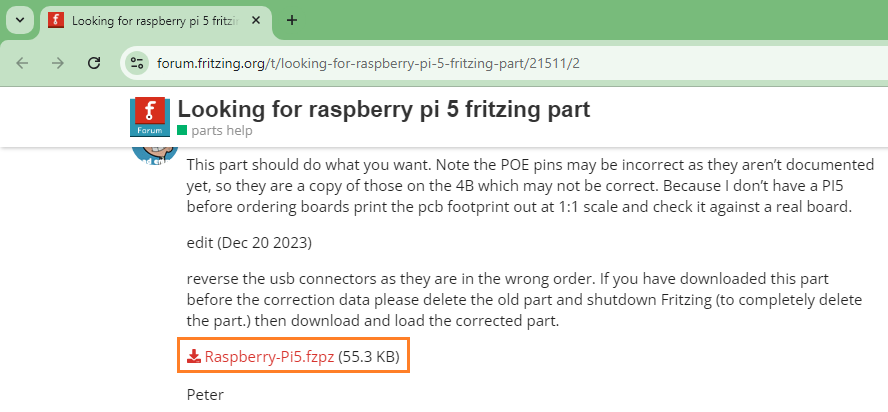 Looking for raspberry pi 5 fritzin
forum.fritzing.org/t/looking-for-raspberry-pi-5-fritzing-part/21511/2
Looking for raspberry pi 5 fritzing part
Forum
parts help
This part should do what you want. Note the POE pins may be incorrect as they aren’t documented
yet, so they are a copy of those on the 4B which may not be correct. Because I don’t have a PI5
before ordering boards print the pcb footprint out at 1:1 scale and check it against a real board.
edit (Dec 20 2023)
reverse the usb connectors as they are in the wrong order. If you have downloaded this part
before the correction data please delete the old part and shutdown Fritzing (to completely delete
the part.) then download and load the corrected part.
Raspberry-Pi5.fzpz (55.3 KB)
Peter